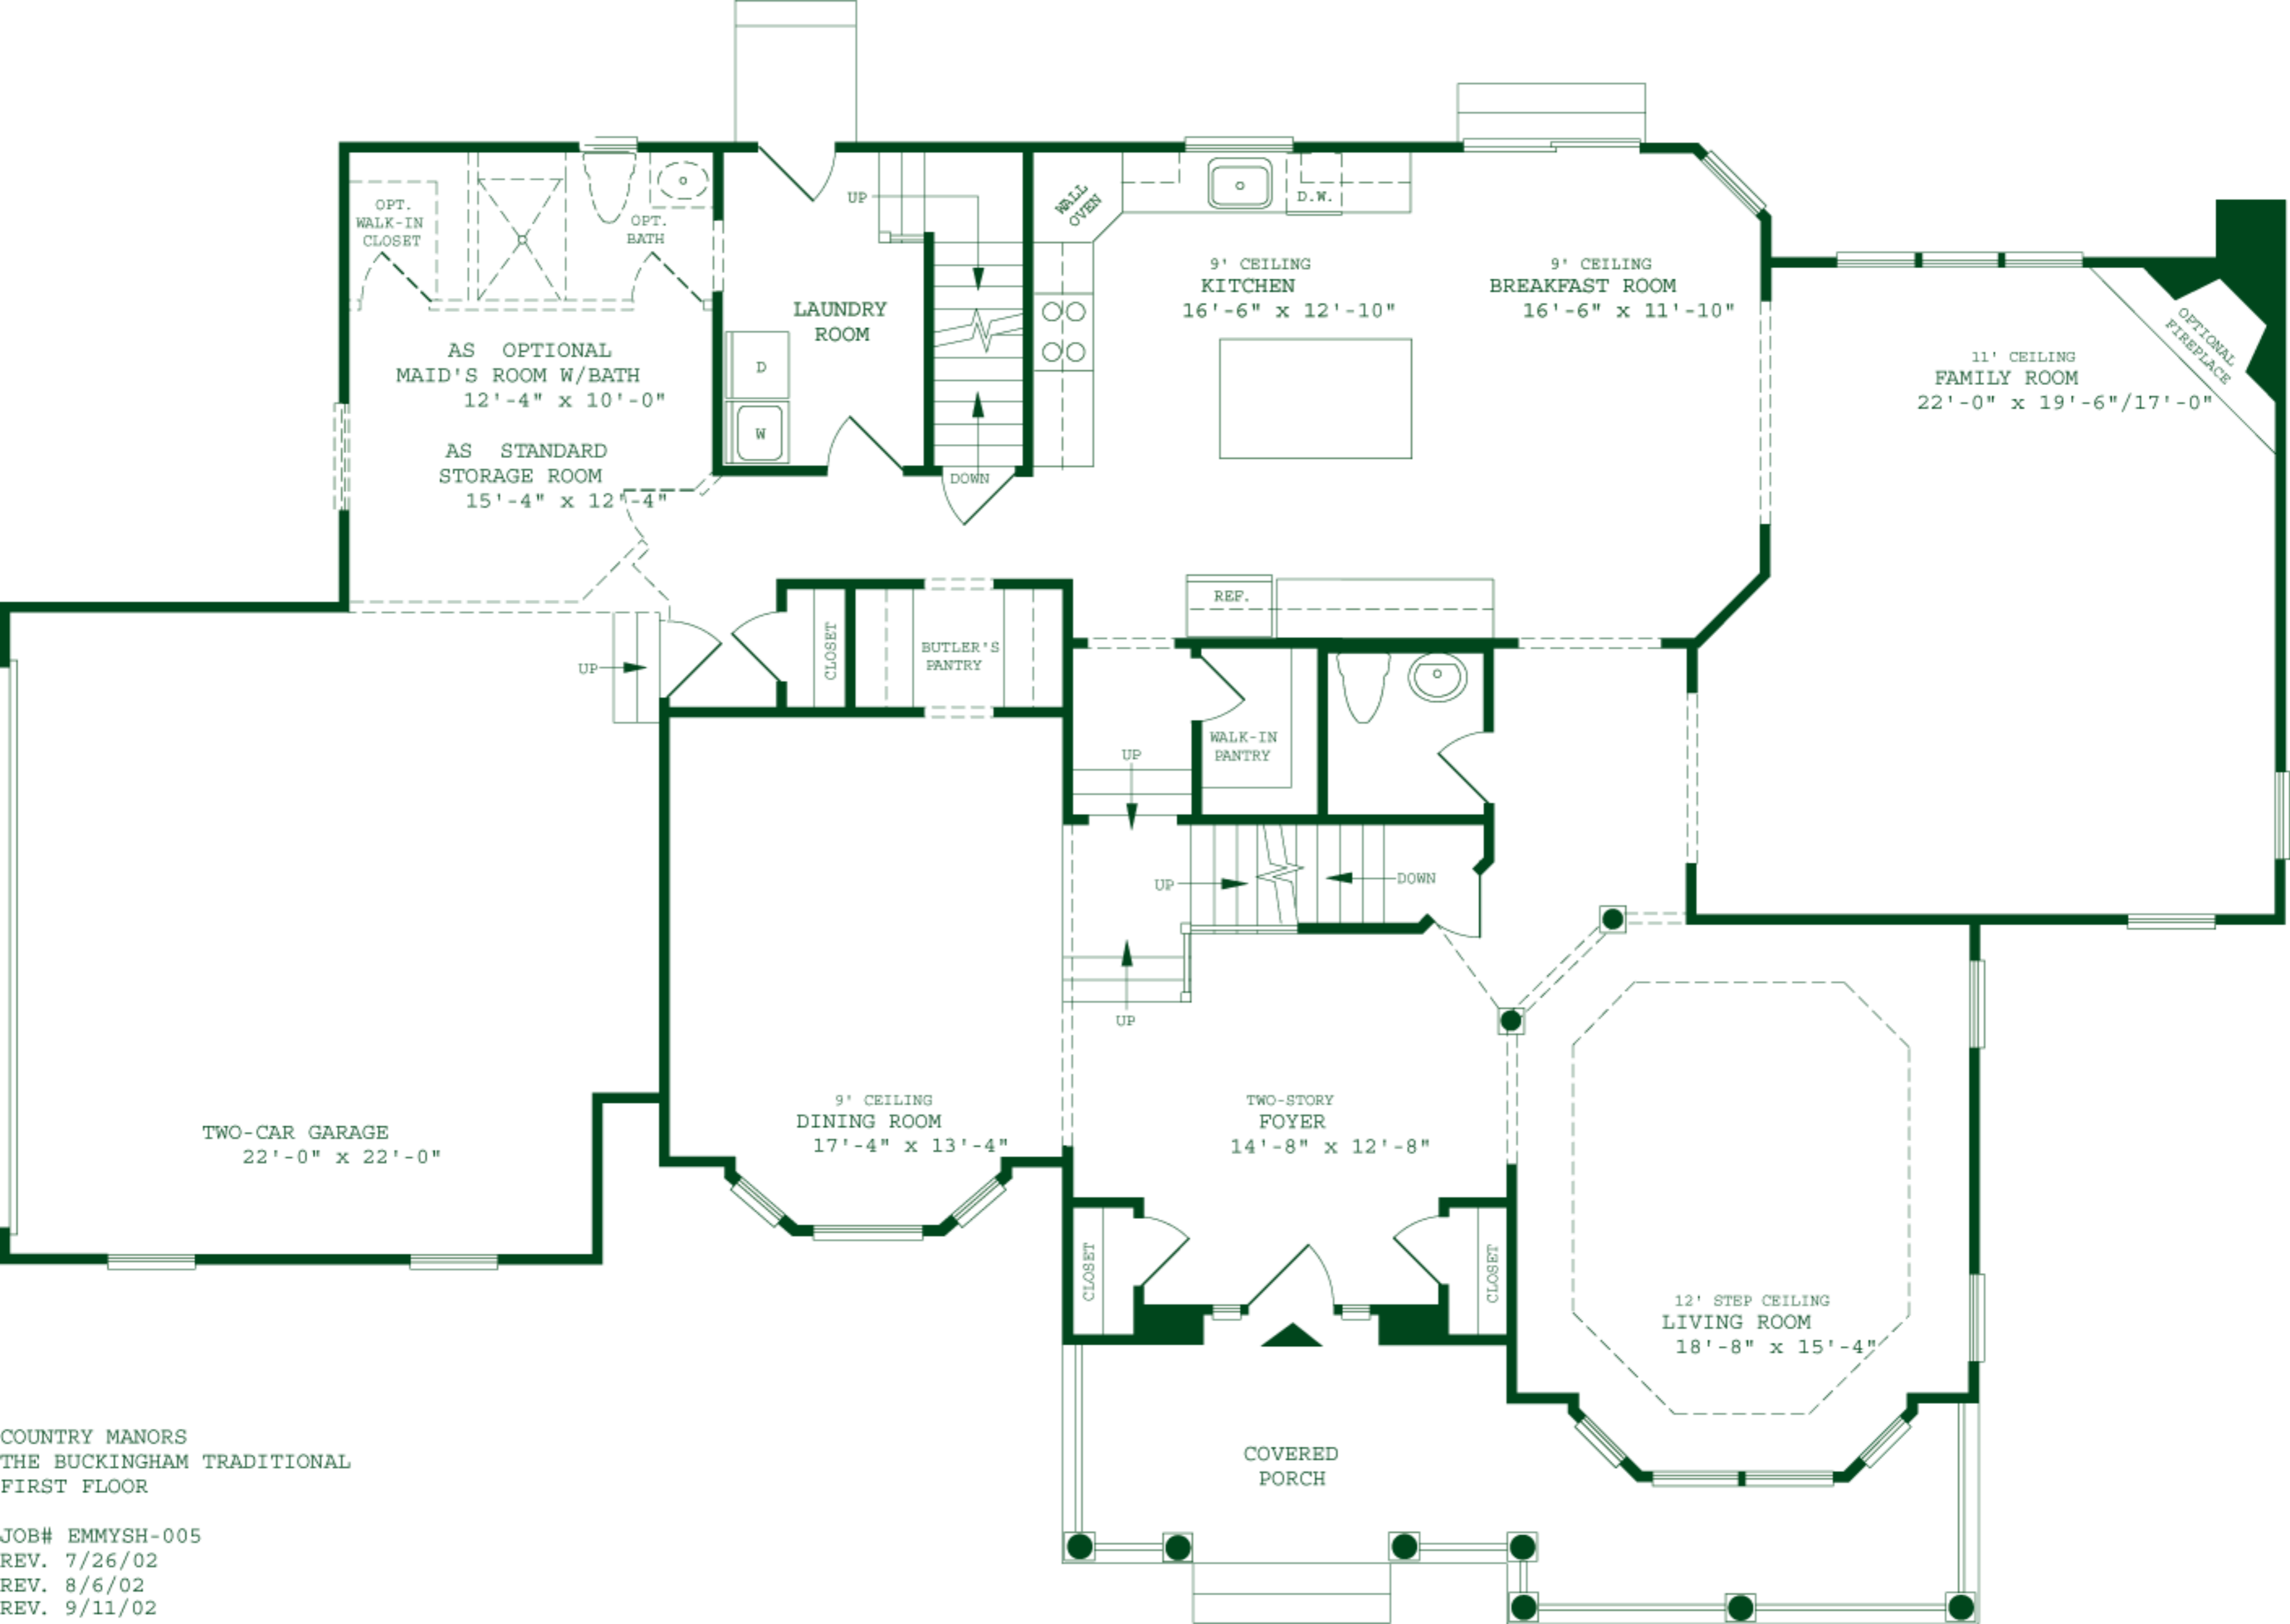 UP
OPT.
WALK-IN
CLOSET
OPT.
BATH
WALL
OVEN
D.W.
LAUNDRY
ROOM
9' CEILING
KITCHEN
16'-6" x 12'-10"
9' CEILING
BREAKFAST ROOM
16'-6" x 11'-10"
OPTIONAL
FIREPLACE
11' CEILING
FAMILY ROOM
22'-0" x 19'-6"/17'-0"
AS OPTIONAL
MAID'S ROOM W/BATH
12'-4" x 10'-0"
AS STANDARD
STORAGE ROOM
15'-4" x 12'-4"
D
W
DOWN
REF.
UP
CLOSET
BUTLER'S
PANTRY
UP
WALK-IN
PANTRY
UP
DOWN
UP
TWO-CAR GARAGE
22'-0" x 22'-0"
9' CEILING
DINING ROOM
17'-4" x 13'-4"
TWO-STORY
FOYER
14'-8" x 12'-8"
CLOSET
CLOSET
12' STEP CEILING
LIVING ROOM
18'-8" x 15'-4"
COVERED
PORCH
COUNTRY MANORS
THE BUCKINGHAM TRADITIONAL
FIRST FLOOR
JOB# EMMYSH-005
REV. 7/26/02
REV. 8/6/02
REV. 9/11/02